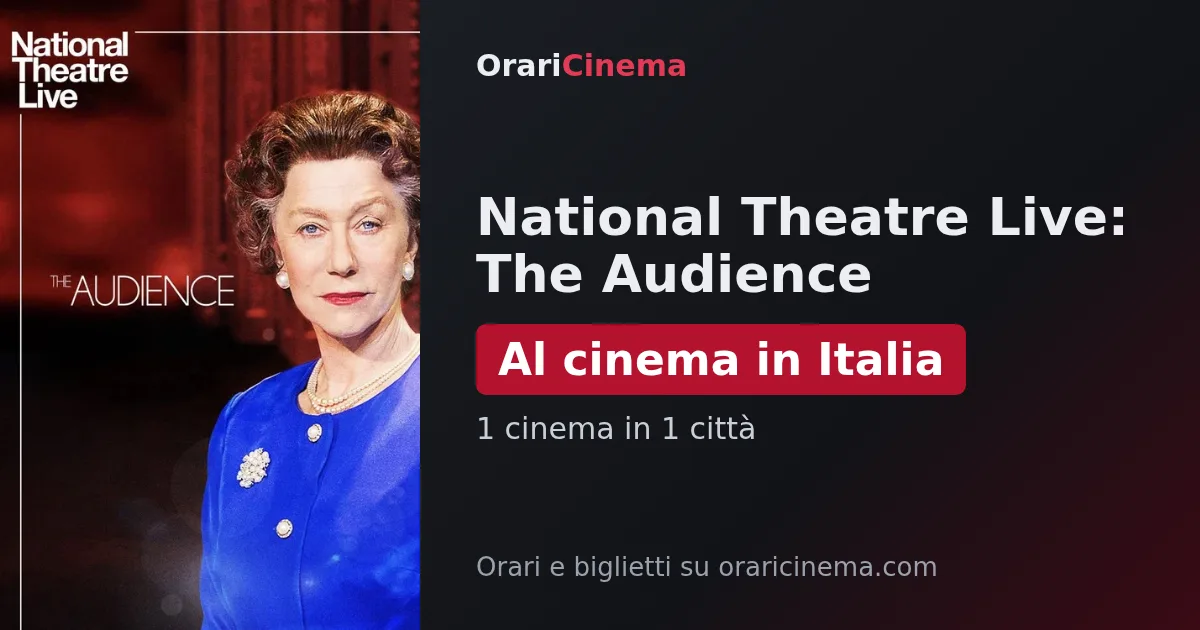 National
Theatre
Live
THE AUDIENCE
OrariCinema
National Theatre Live:
The Audience
Al cinema in Italia
1 cinema in 1 città
Orari e biglietti su oraricinema.com